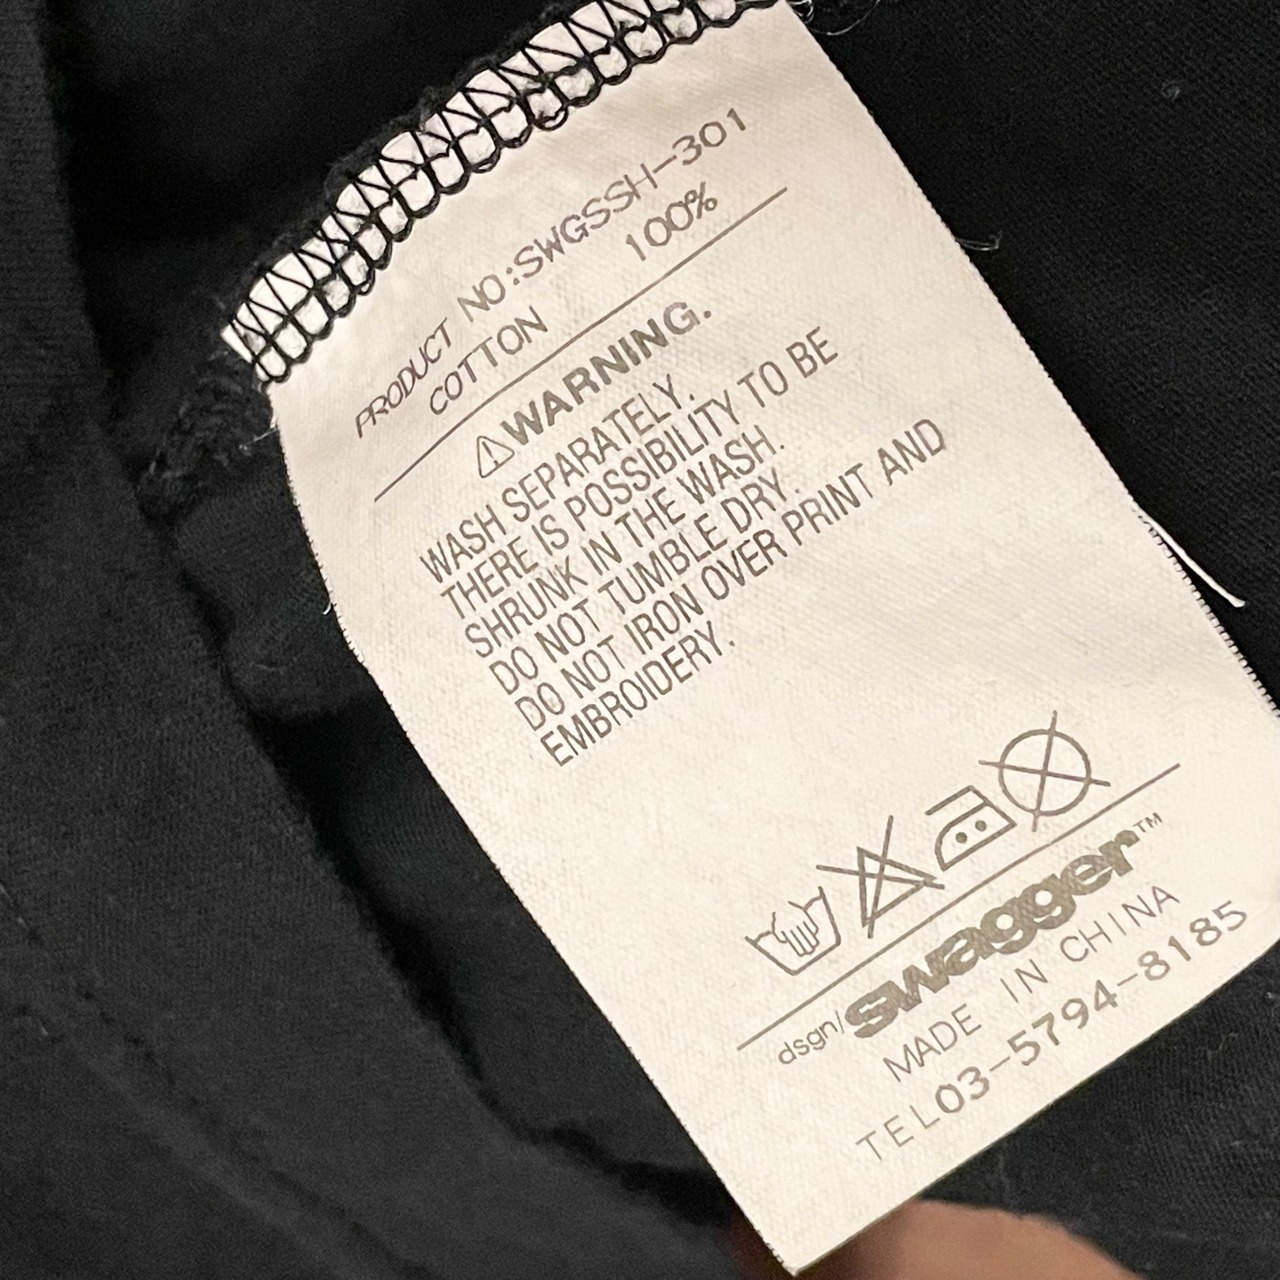 PRODUCT NO:SWGSSH-301
COTTON 100%
⚠WARNING.
WASH SEPARATELY.
THERE IS POSSIBILITY TO BE
SHRUNK IN THE WASH.
DO NOT TUMBLE DRY.
DO NOT IRON OVER PRINT AND
EMBROIDERY.
dsgn/swagger™
MADE IN CHINA
TEL03-5794-8185